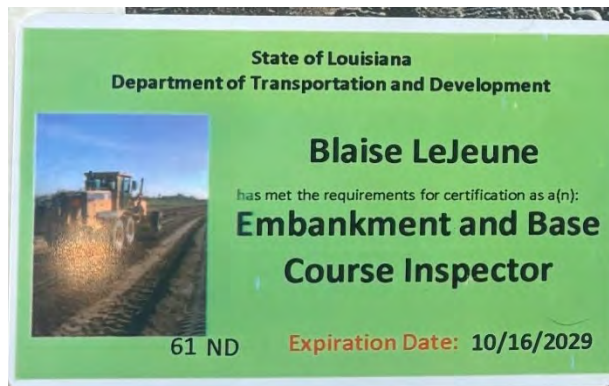 State of Louisiana
Department of Transportation and Development
Blaise LeJeune
has met the requirements for certification as a(n):
Embankment and Base
Course Inspector
61 ND
Expiration Date: 10/16/2029